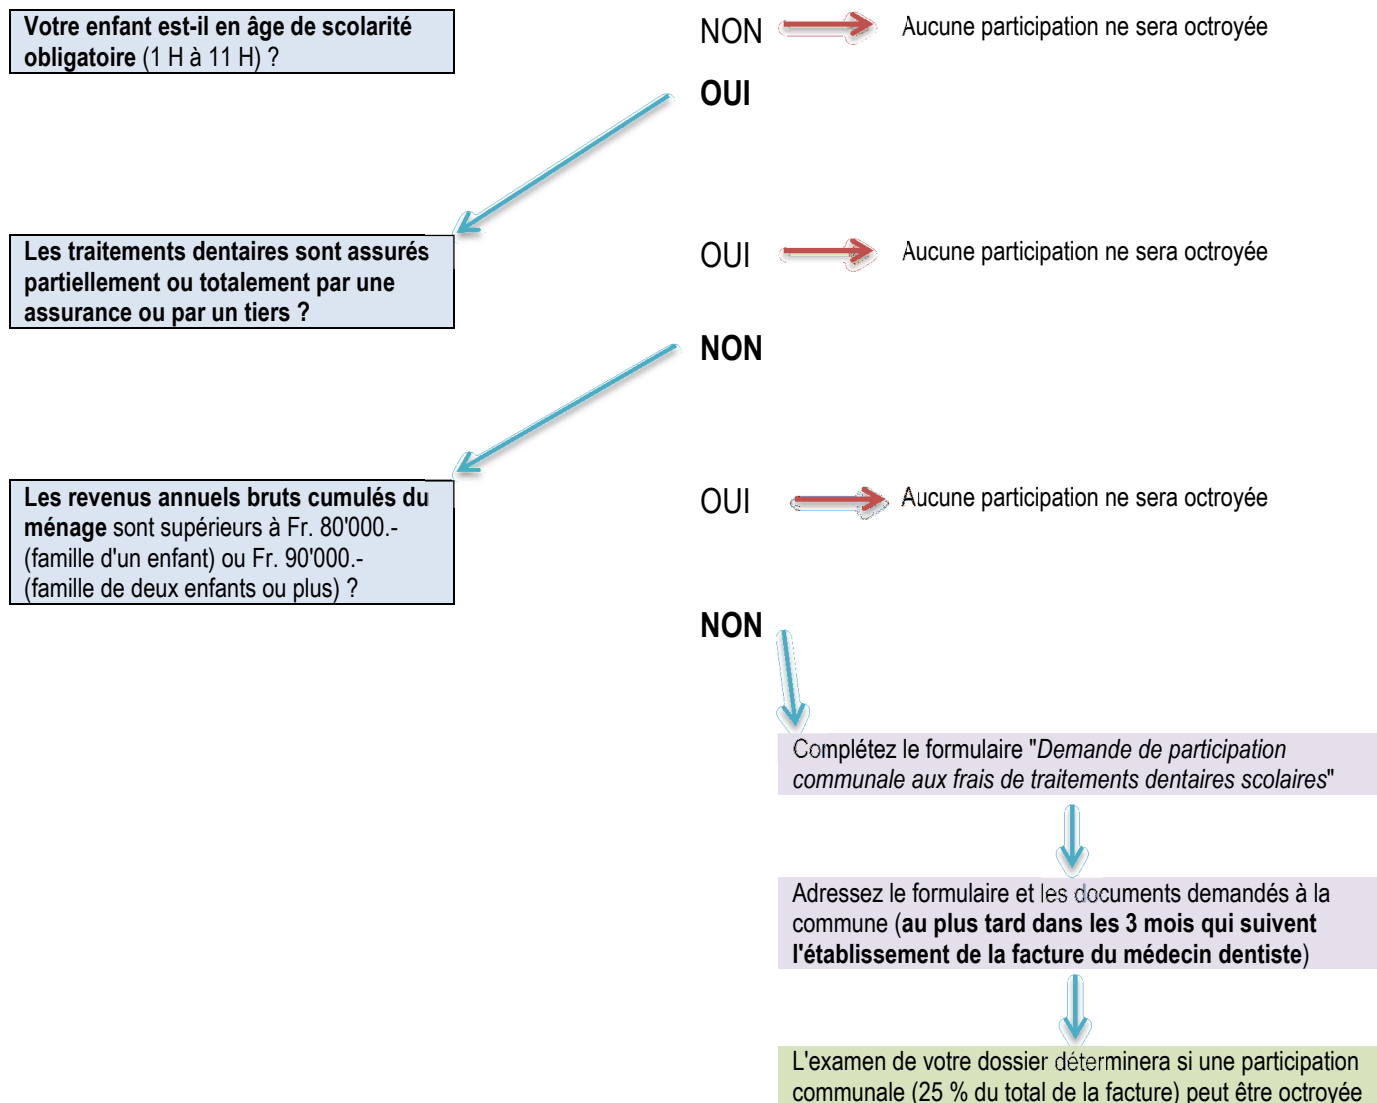 Votre enfant est-il en âge de scolarité
obligatoire (1 H à 11 H) ?
NON
Aucune participation ne sera octroyée
OUI
Les traitements dentaires sont assurés
partiellement ou totalement par une
assurance ou par un tiers ?
OUI
Aucune participation ne sera octroyée
NON
Les revenus annuels bruts cumulés du
ménage sont supérieurs à Fr. 80'000.-
(famille d'un enfant) ou Fr. 90'000.-
(famille de deux enfants ou plus) ?
OUI
Aucune participation ne sera octroyée
NON
Complétez le formulaire "Demande de participation
communale aux frais de traitements dentaires scolaires"
Adressez le formulaire et les documents demandés à la
commune (au plus tard dans les 3 mois qui suivent
l'établissement de la facture du médecin dentiste)
L'examen de votre dossier déterminera si une participation
communale (25 % du total de la facture) peut être octroyée